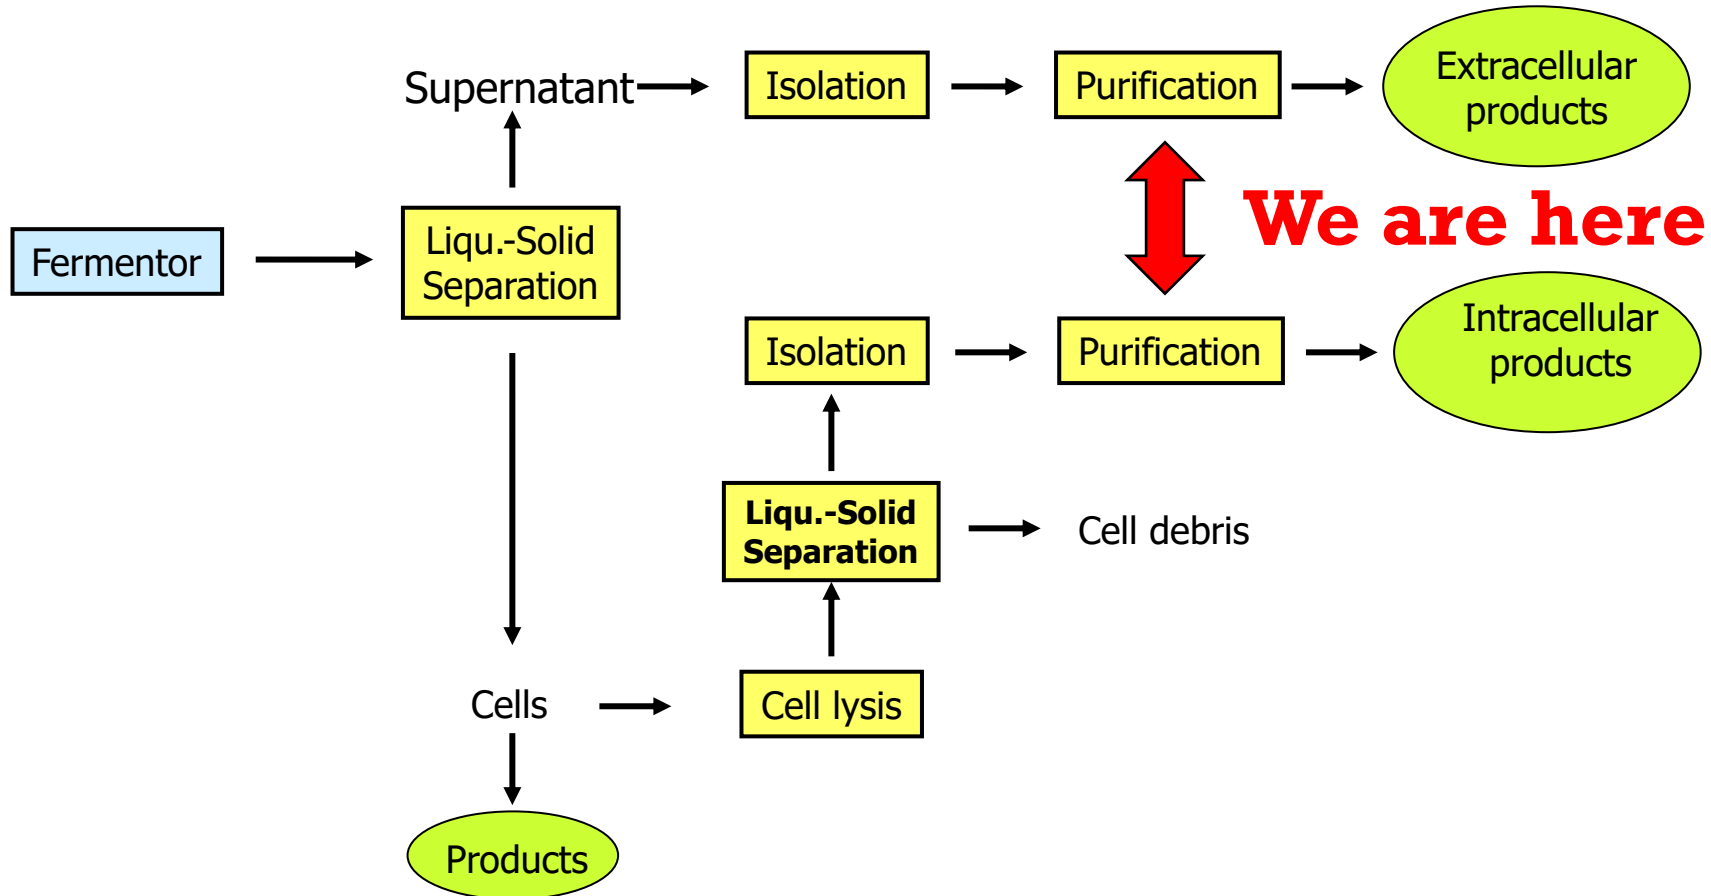 Supernatant
Isolation
Purification
Extracellular
products
We are here
Fermentor
Liqu.-Solid
Separation
Isolation
Purification
Intracellular
products
Liqu.-Solid
Separation
Cell debris
Cells
Cell lysis
Products